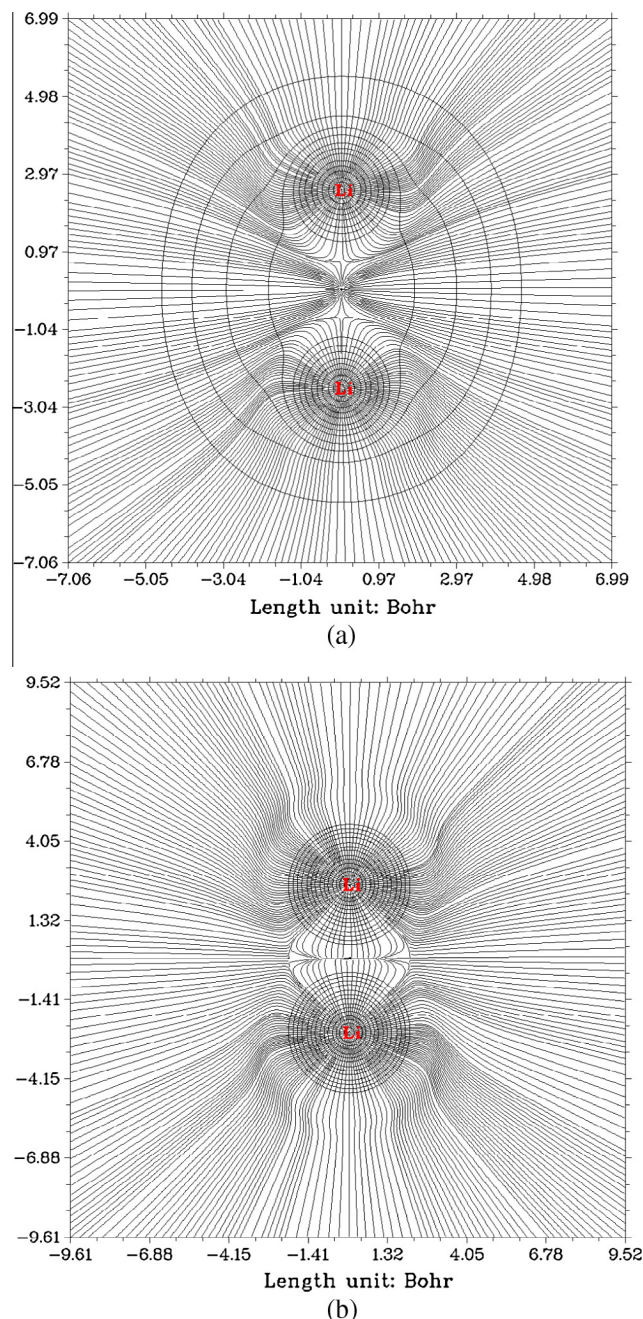 6.99
4.98
2.97
Li
0.97
−1.04
Li
−3.04
−5.05
−7.06
−7.06 −5.05 −3.04 −1.04 0.97 2.97 4.98 6.99
Length unit: Bohr
(a)
9.52
6.78
4.05
Li
1.32
−1.41
Li
−4.15
−6.88
−9.61
−9.61 −6.88 −4.15 −1.41 1.32 4.05 6.78 9.52
Length unit: Bohr
(b)